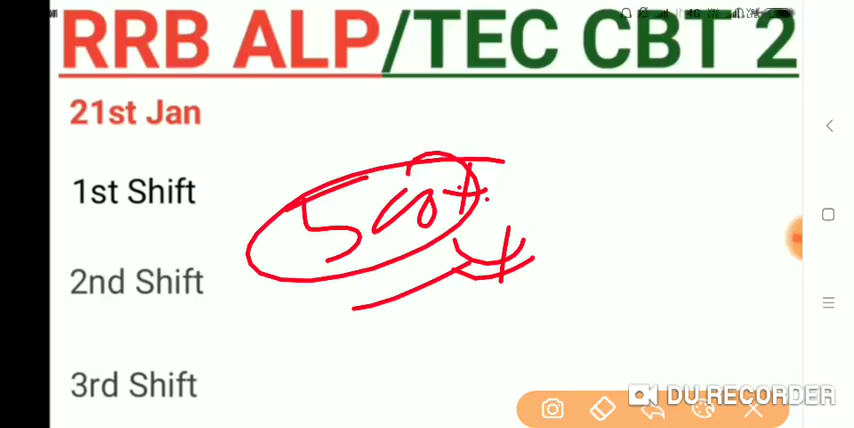 RRB ALP/TEC CBT 2
21st Jan
1st Shift
2nd Shift
3rd Shift
DU RECORDER